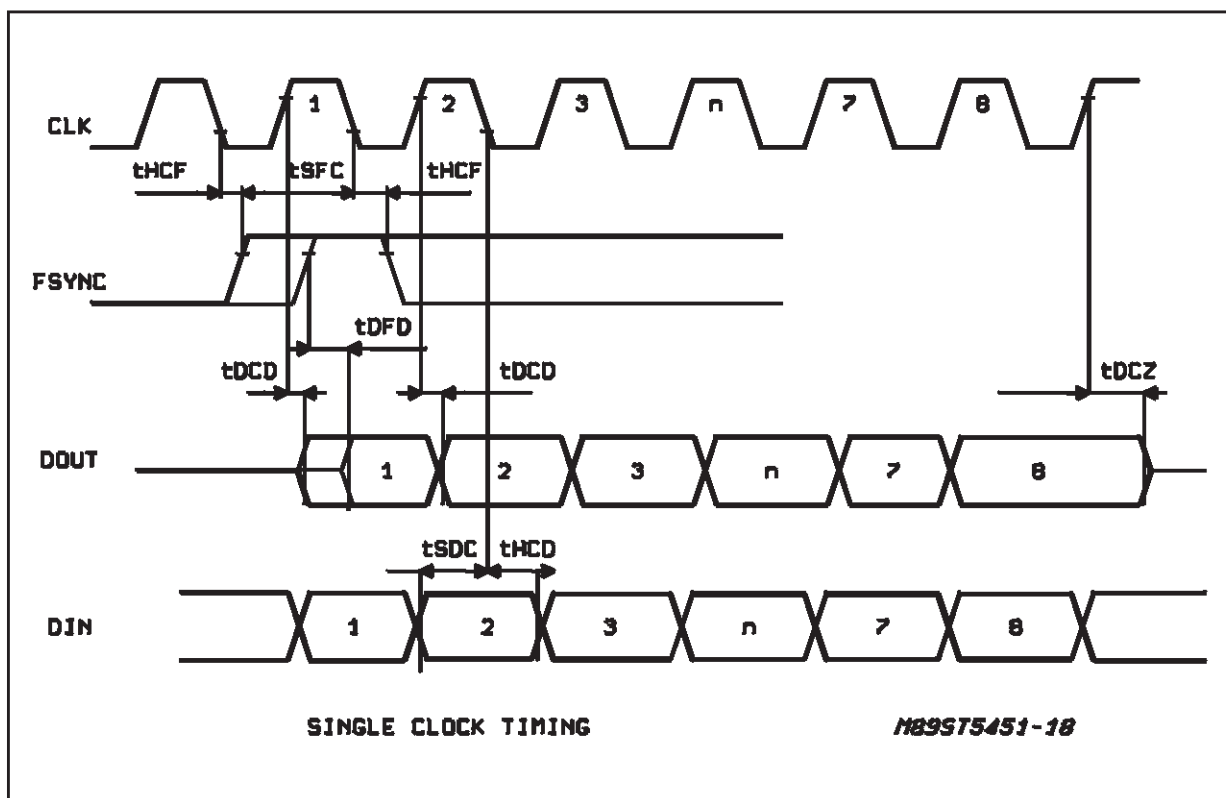 CLK 1 2 3 n 7 8
tHCF tSFC tHCF
FSYNC
tDFD
tDCD tDCD tDCZ
DOUT 1 2 3 n 7 8
tSDC tHCD
DIN 1 2 3 n 7 8
SINGLE CLOCK TIMING M89ST5451-18